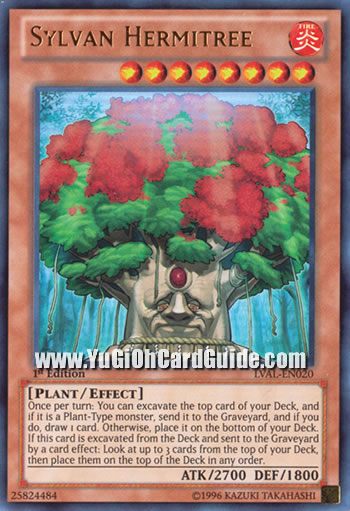 SYLVAN HERMITREE
FIRE
炎
www.YuGiOhCardGuide.com
1st Edition
LVAL-EN020
[PLANT/EFFECT]
Once per turn: You can excavate the top card of your Deck, and
if it is a Plant-Type monster, send it to the Graveyard, and if you
do, draw 1 card. Otherwise, place it on the bottom of your Deck.
If this card is excavated from the Deck and sent to the Graveyard
by a card effect: Look at up to 3 cards from the top of your Deck,
then place them on the top of the Deck in any order.
ATK/2700 DEF/1800
25824484
©1996 KAZUKI TAKAHASHI